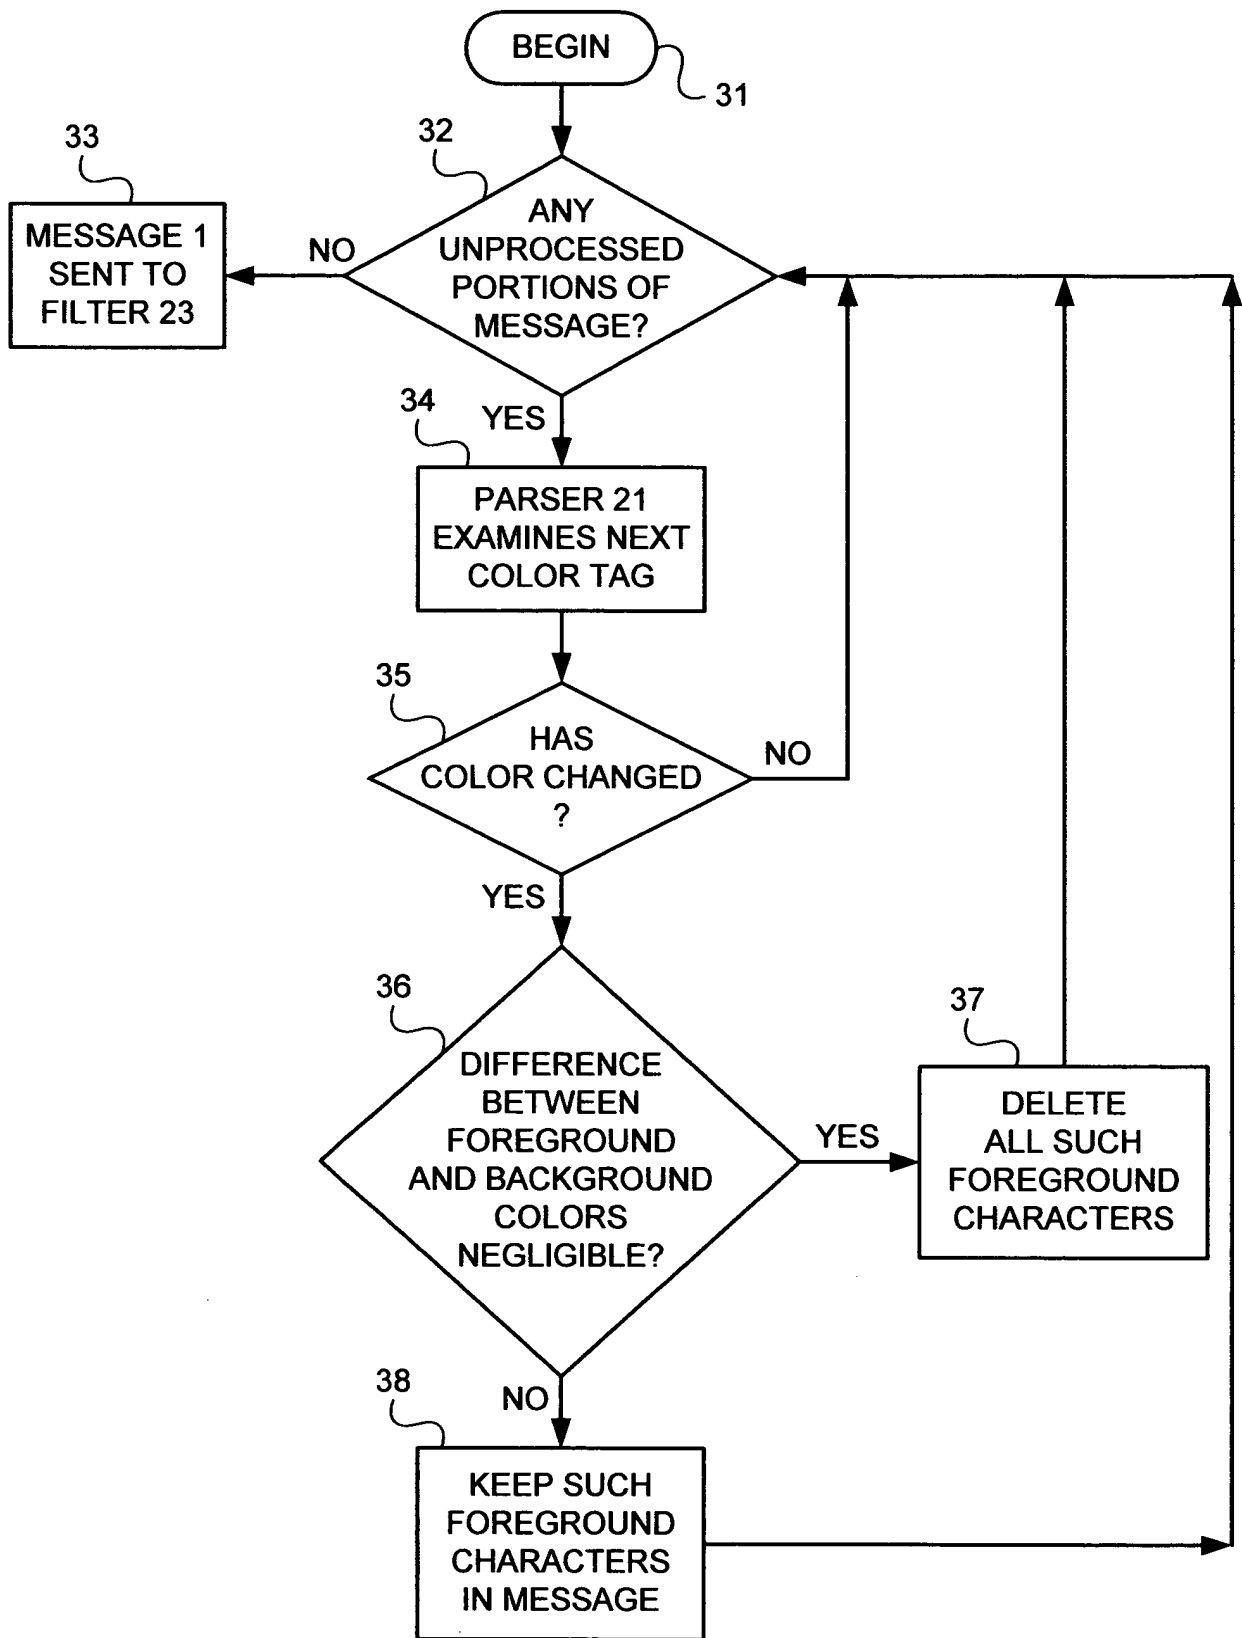 BEGIN
31
32
33
ANY
UNPROCESSED
PORTIONS OF
MESSAGE?
NO
MESSAGE 1
SENT TO
FILTER 23
YES
34
PARSER 21
EXAMINES NEXT
COLOR TAG
35
HAS
COLOR CHANGED
?
NO
YES
36
DIFFERENCE
BETWEEN
FOREGROUND
AND BACKGROUND
COLORS
NEGLIGIBLE?
YES
37
DELETE
ALL SUCH
FOREGROUND
CHARACTERS
NO
38
KEEP SUCH
FOREGROUND
CHARACTERS
IN MESSAGE